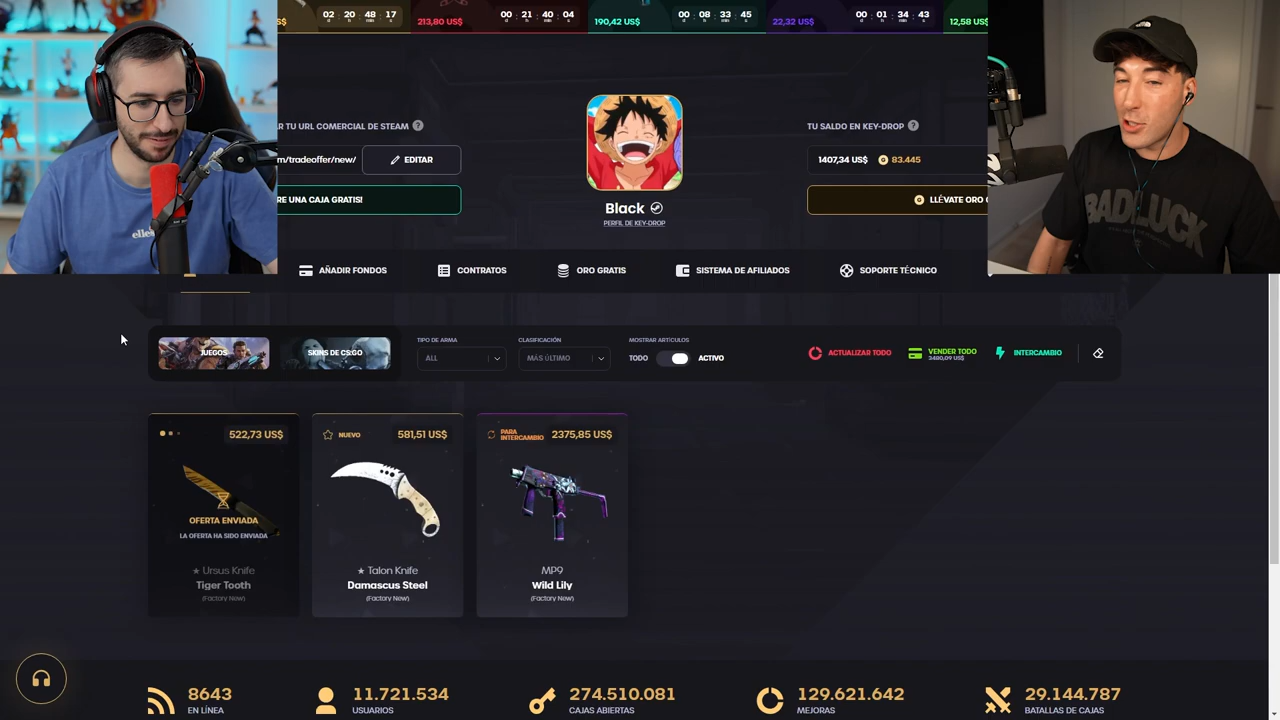 S$
02 : 20 : 48 : 17
d h min s
213,80 US$
00 : 21 : 40 : 04
d h min s
190,42 US$
00 : 08 : 33 : 45
d h min s
22,32 US$
00 : 01 : 34 : 43
d h min s
12,58 US$
AR TU URL COMERCIAL DE STEAM ?
m/tradeoffer/new/
EDITAR
RE UNA CAJA GRATIS!
Black
PERFIL DE KEY-DROP
TU SALDO EN KEY-DROP ?
1407,34 US$ G 83.445
G LLÉVATE ORO G
elle
BADLUCK
AÑADIR FONDOS
CONTRATOS
ORO GRATIS
SISTEMA DE AFILIADOS
SOPORTE TÉCNICO
JUEGOS
SKINS DE CS:GO
TIPO DE ARMA
ALL
CLASIFICACIÓN
MÁS ÚLTIMO
MOSTRAR ARTÍCULOS
TODO ACTIVO
ACTUALIZAR TODO
VENDER TODO
3480,09 US$
INTERCAMBIO
522,73 US$
OFERTA ENVIADA
LA OFERTA HA SIDO ENVIADA
★ Ursus Knife
Tiger Tooth
(Factory New)
NUEVO
581,51 US$
★ Talon Knife
Damascus Steel
(Factory New)
PARA
INTERCAMBIO
2375,85 US$
MP9
Wild Lily
(Factory New)
8643
EN LÍNEA
11.721.534
USUARIOS
274.510.081
CAJAS ABIERTAS
129.621.642
MEJORAS
29.144.787
BATALLAS DE CAJAS